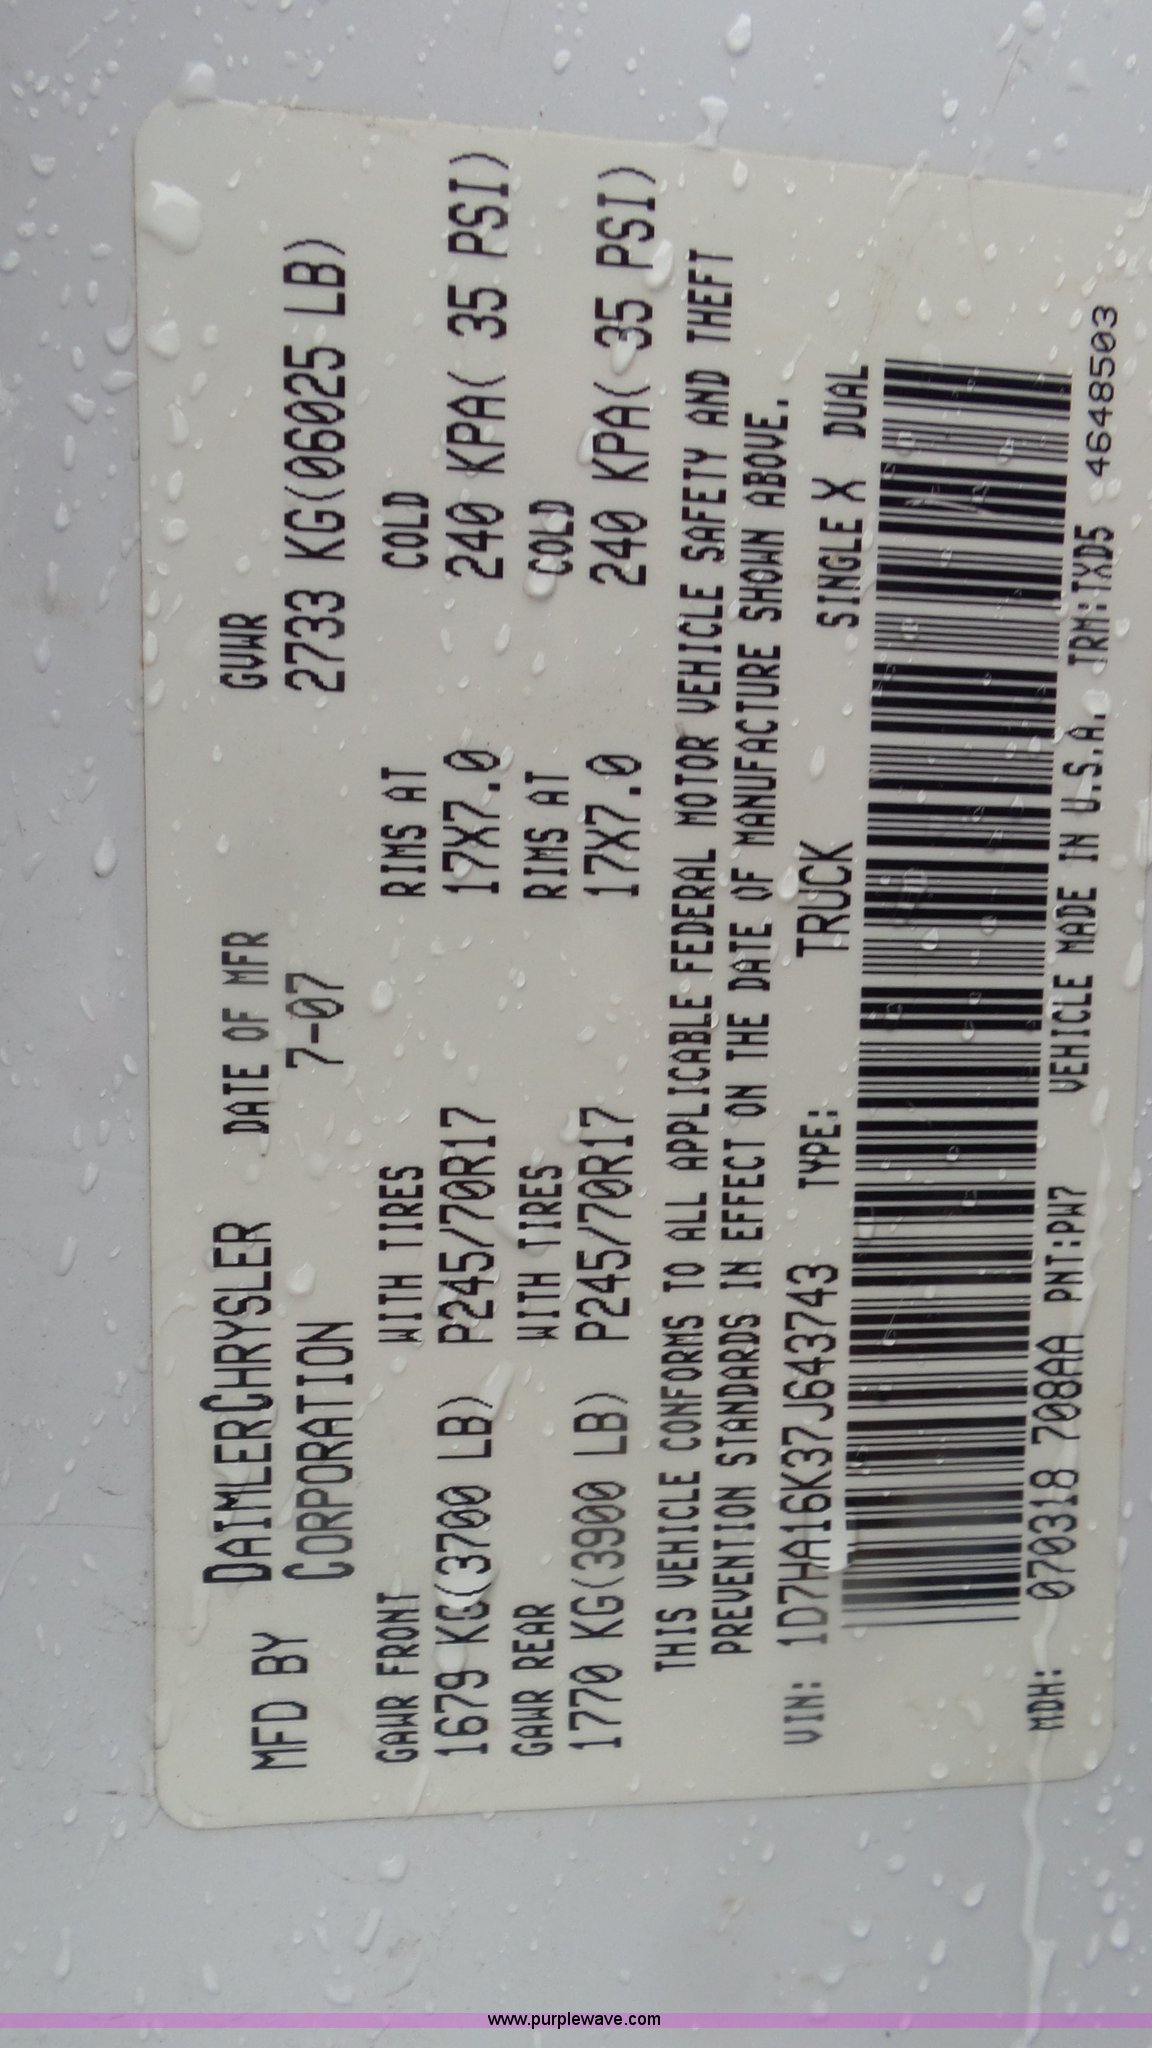 MFD BY DAIMLERCHRYSLER CORPORATION DATE OF MFR 7-07 GVWR 2733 KG(06025 LB)
GAWR FRONT WITH TIRES RIMS AT COLD
1679 KG(3700 LB) P245/70R17 17X7.0 240 KPA( 35 PSI)
GAWR REAR WITH TIRES RIMS AT COLD
1770 KG(3900 LB) P245/70R17 17X7.0 240 KPA( 35 PSI)
THIS VEHICLE CONFORMS TO ALL APPLICABLE FEDERAL MOTOR VEHICLE SAFETY AND THEFT
PREVENTION STANDARDS IN EFFECT ON THE DATE OF MANUFACTURE SHOWN ABOVE.
VIN: 1D7HA16K37J643743 TYPE: TRUCK SINGLE X DUAL
MDH: 070318 708AA PNT:PW7 VEHICLE MADE IN U.S.A. TRM:TXD5 4648503
www.purplewave.com